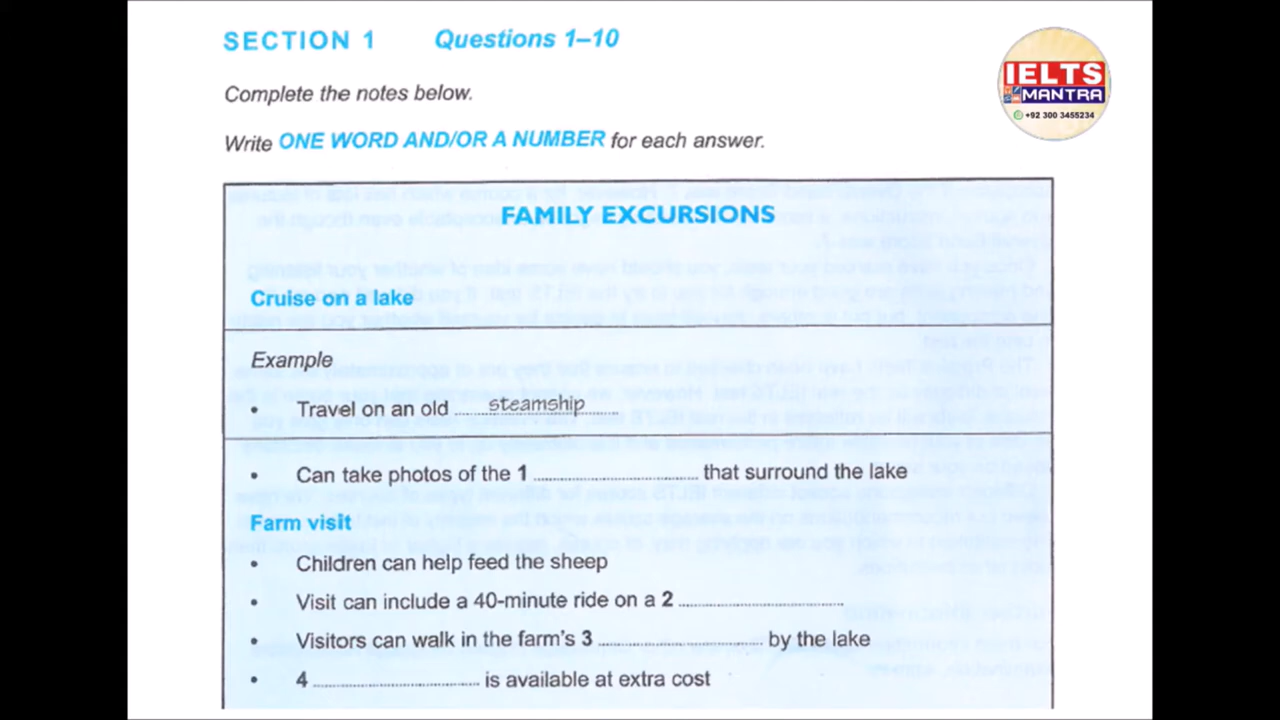 SECTION 1 Questions 1–10
IELTS
MANTRA
+92 300 3455234
Complete the notes below.
Write ONE WORD AND/OR A NUMBER for each answer.
FAMILY EXCURSIONS
Cruise on a lake
Example
• Travel on an old steamship
• Can take photos of the 1 ............ that surround the lake
Farm visit
• Children can help feed the sheep
• Visit can include a 40-minute ride on a 2 ............
• Visitors can walk in the farm's 3 ............ by the lake
• 4 ............ is available at extra cost